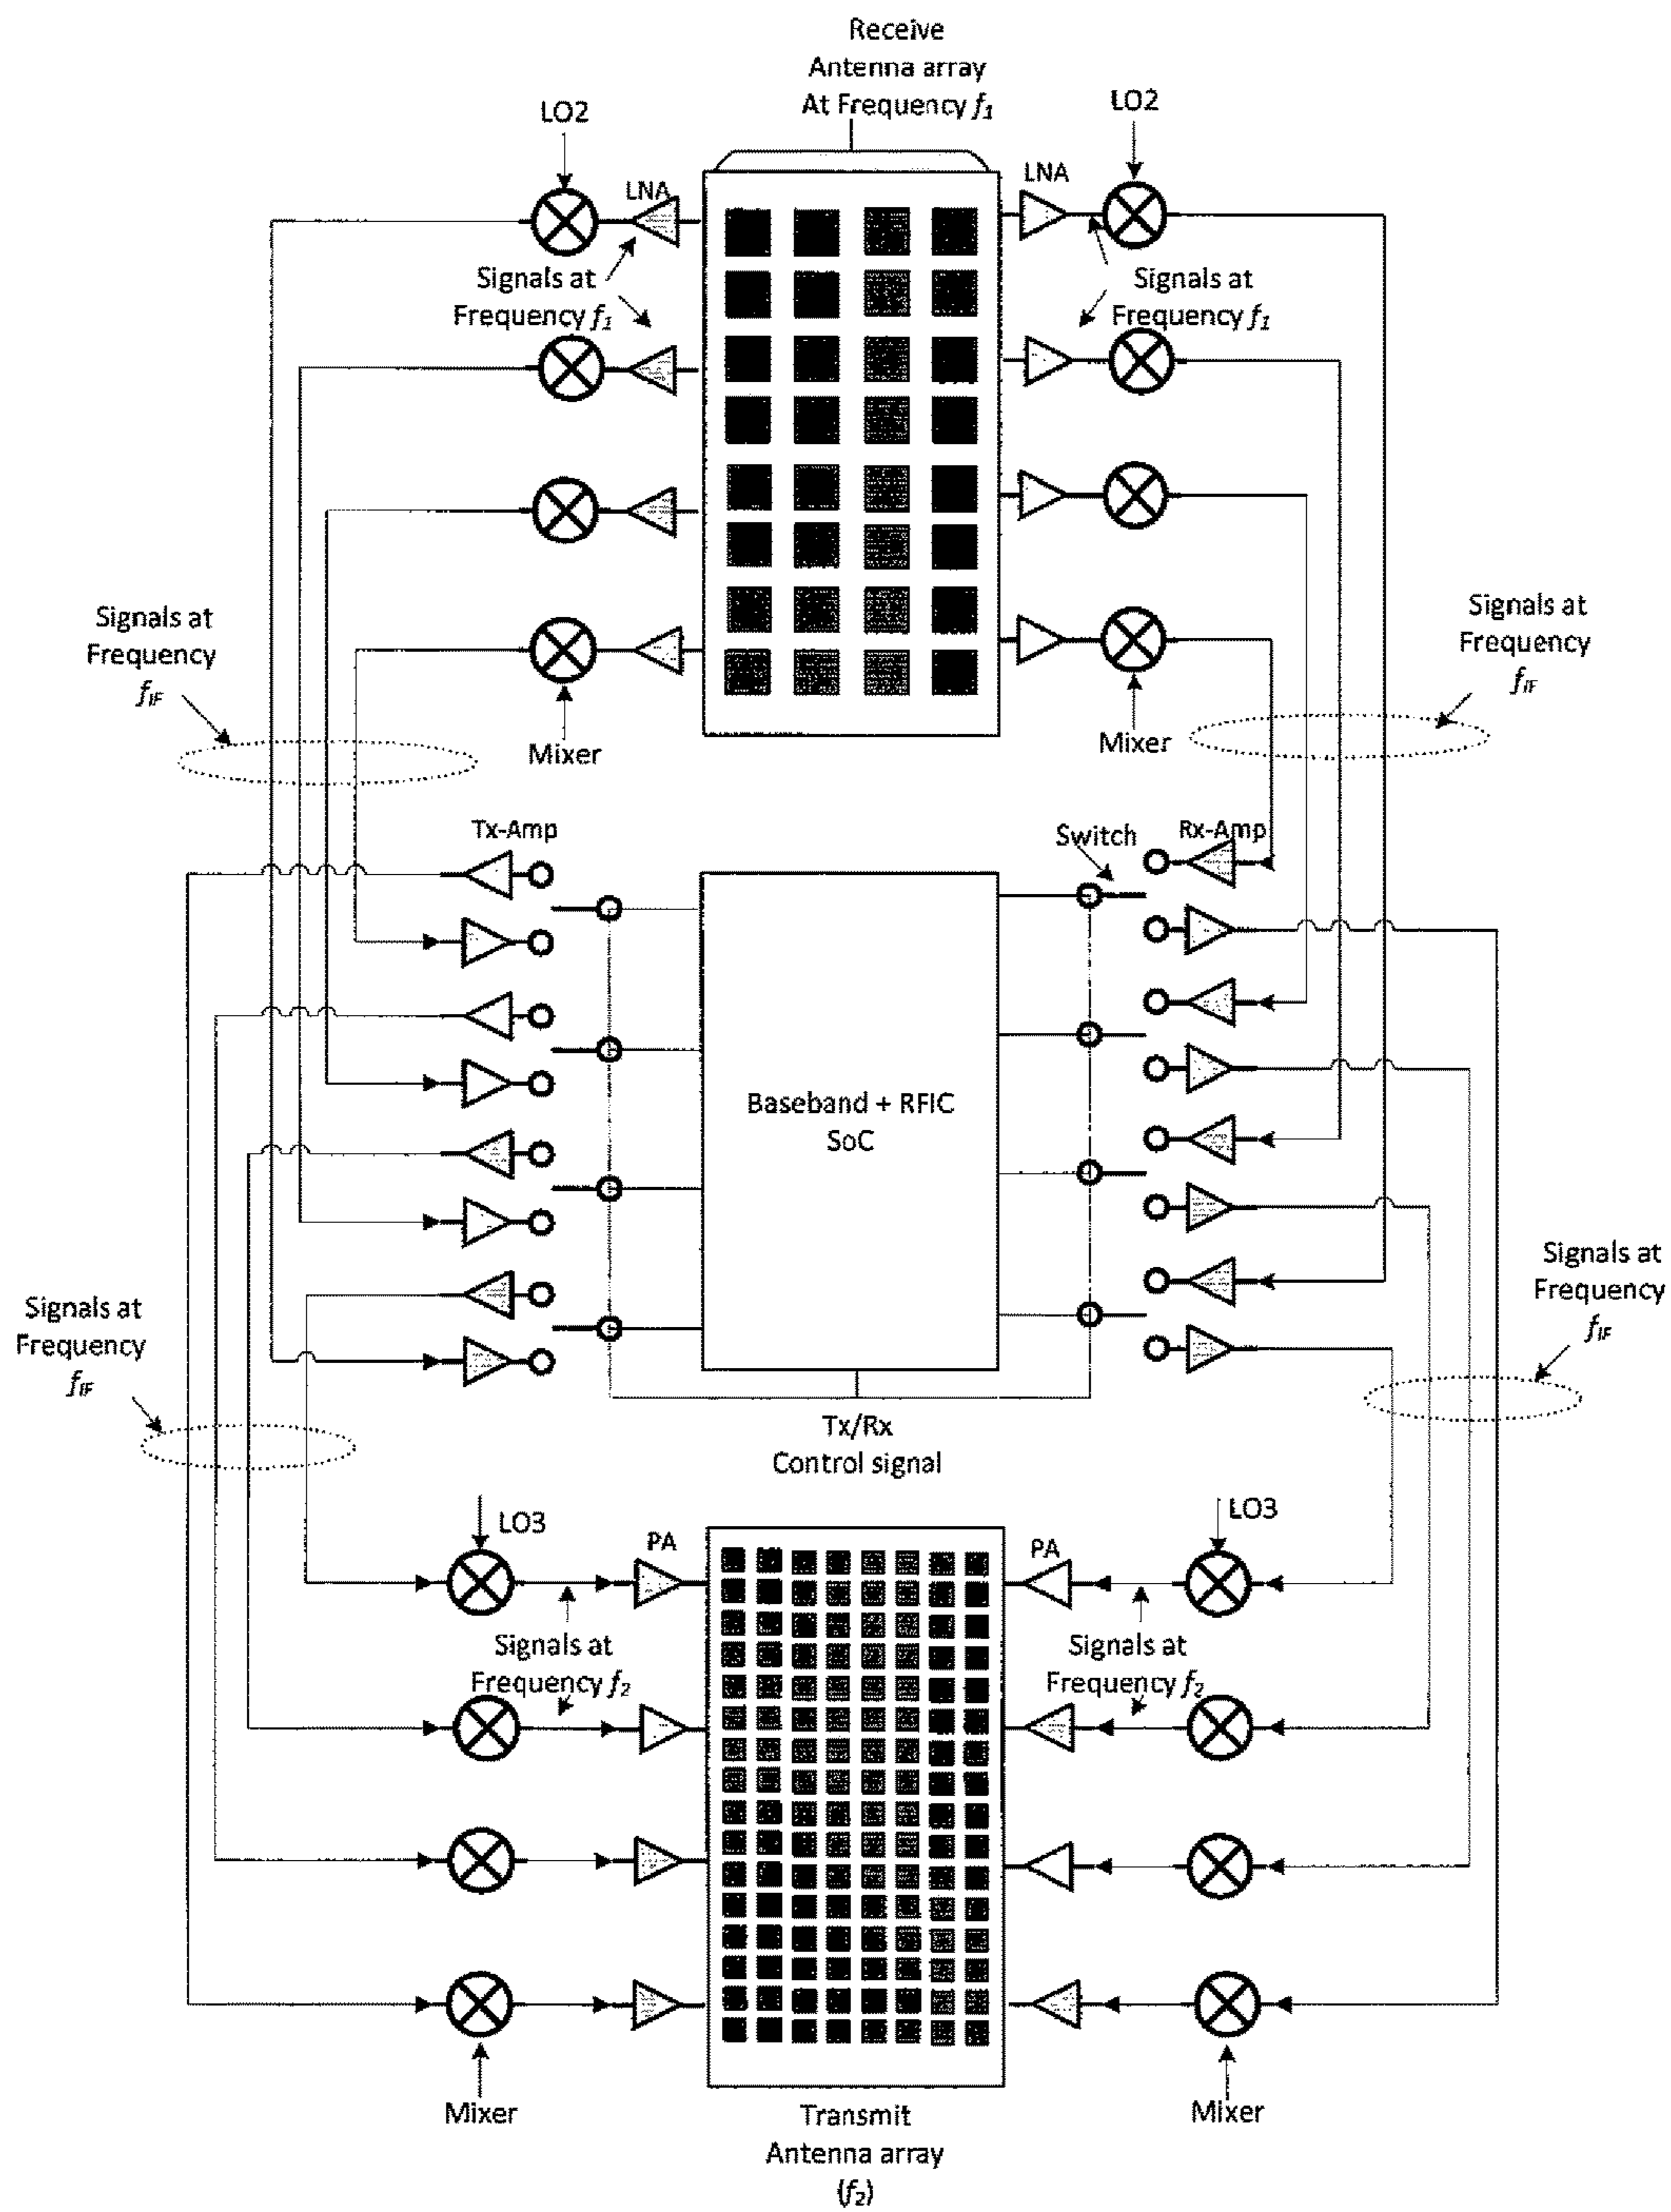 Receive
Antenna array
At Frequency f1
LO2
LO2
LNA
LNA
Signals at
Frequency f1
Signals at
Frequency f1
Signals at
Frequency
fIF
Signals at
Frequency
fIF
Mixer
Mixer
Tx-Amp
Switch
Rx-Amp
Baseband + RFIC
SoC
Signals at
Frequency
fIF
Signals at
Frequency
fIF
Tx/Rx
Control signal
LO3
PA
PA
LO3
Signals at
Frequency f2
Signals at
Frequency f2
Mixer
Mixer
Transmit
Antenna array
(f2)